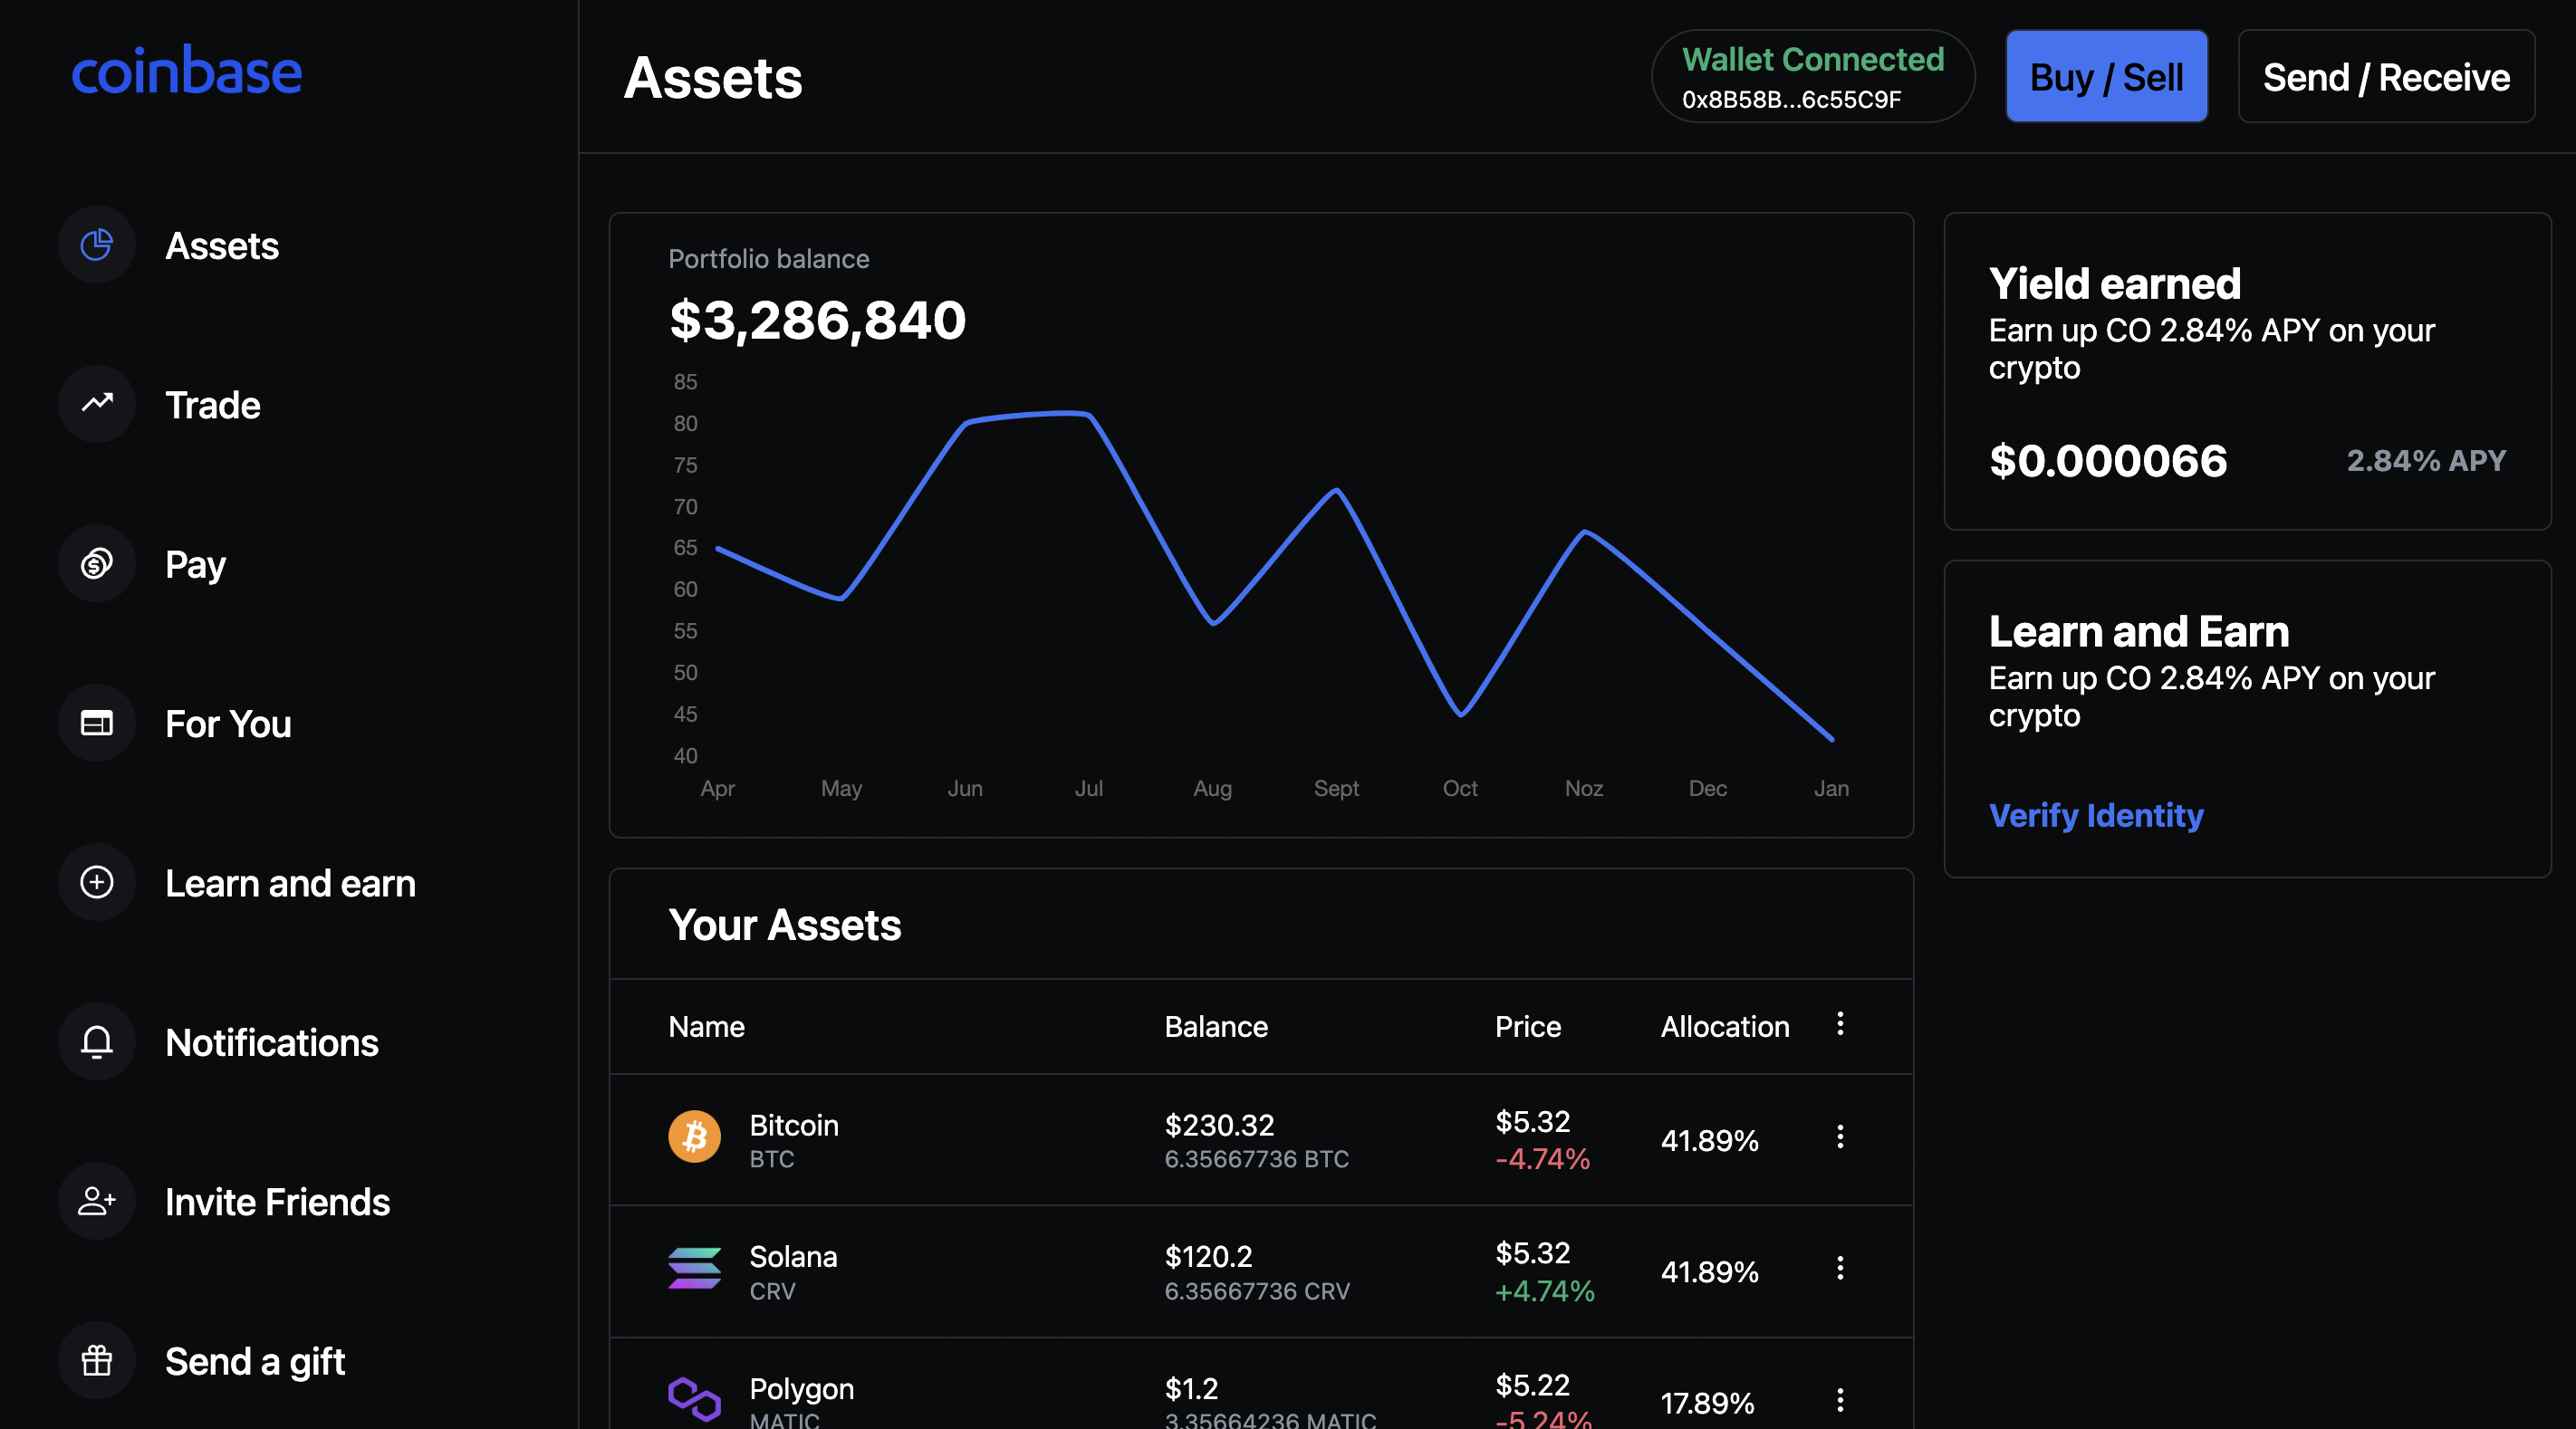 coinbase
Assets
Trade
Pay
For You
Learn and earn
Notifications
Invite Friends
Send a gift
Assets
Wallet Connected
0x8B58B...6c55C9F
Buy / Sell
Send / Receive
Portfolio balance
$3,286,840
85
80
75
70
65
60
55
50
45
40
Apr May Jun Jul Aug Sept Oct Noz Dec Jan
Yield earned
Earn up CO 2.84% APY on your
crypto
$0.000066 2.84% APY
Learn and Earn
Earn up CO 2.84% APY on your
crypto
Verify Identity
Your Assets
Name Balance Price Allocation
Bitcoin $230.32 $5.32 41.89%
BTC 6.35667736 BTC -4.74%
Solana $120.2 $5.32 41.89%
CRV 6.35667736 CRV +4.74%
Polygon $1.2 $5.22 17.89%
MATIC 3.35664236 MATIC -5.24%